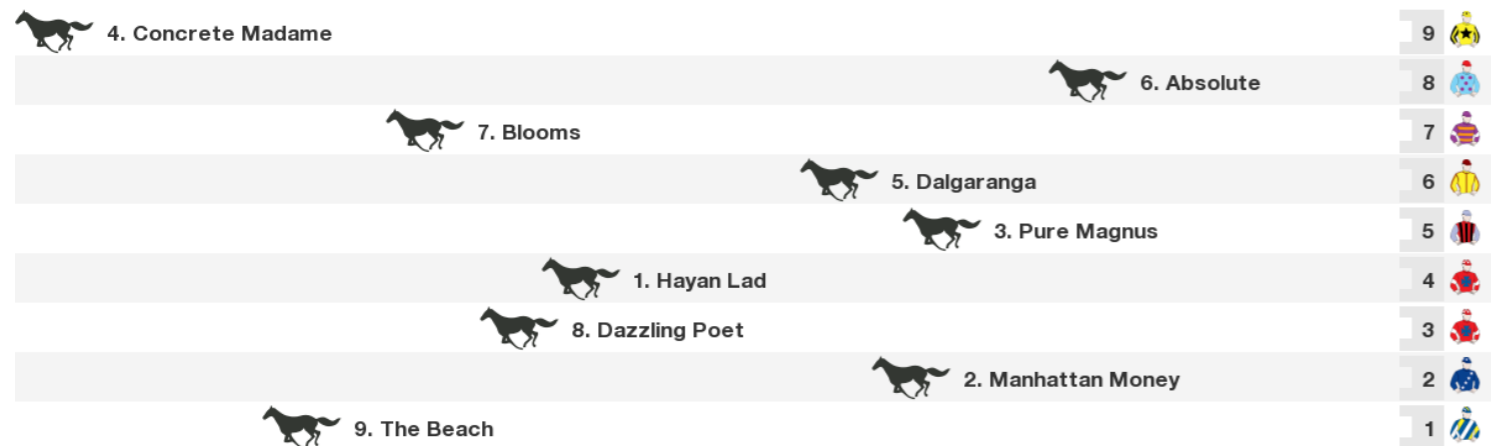 4. Concrete Madame 9
6. Absolute 8
7. Blooms 7
5. Dalgaranga 6
3. Pure Magnus 5
1. Hayan Lad 4
8. Dazzling Poet 3
2. Manhattan Money 2
9. The Beach 1